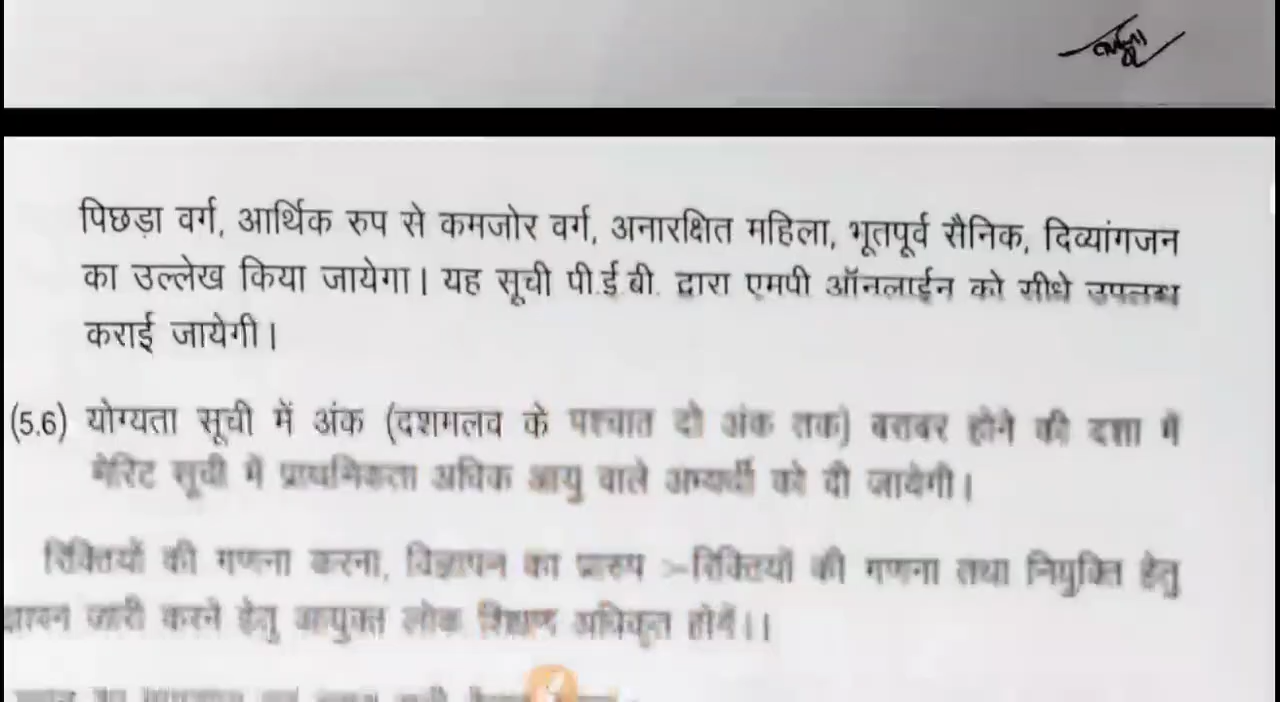 पिछड़ा वर्ग, आर्थिक रुप से कमजोर वर्ग, अनारक्षित महिला, भूतपूर्व सैनिक, दिव्यांगजन
का उल्लेख किया जायेगा। यह सूची पी.ई.बी. द्वारा एमपी ऑनलाईन को सीधे उपलब्ध
कराई जायेगी।
(5.6) योग्यता सूची में अंक (दशमलव के पश्चात दो अंक तक) बराबर होने की दशा में
मेरिट सूची में प्राथमिकता अधिक आयु वाले अभ्यर्थी को दी जायेगी।
रिक्तियों की गणना करना, विज्ञापन का प्रारुप :-रिक्तियों की गणना तथा नियुक्ति हेतु
जारी करने हेतु आयुक्त लोक शिक्षण अधिकृत होगें।।